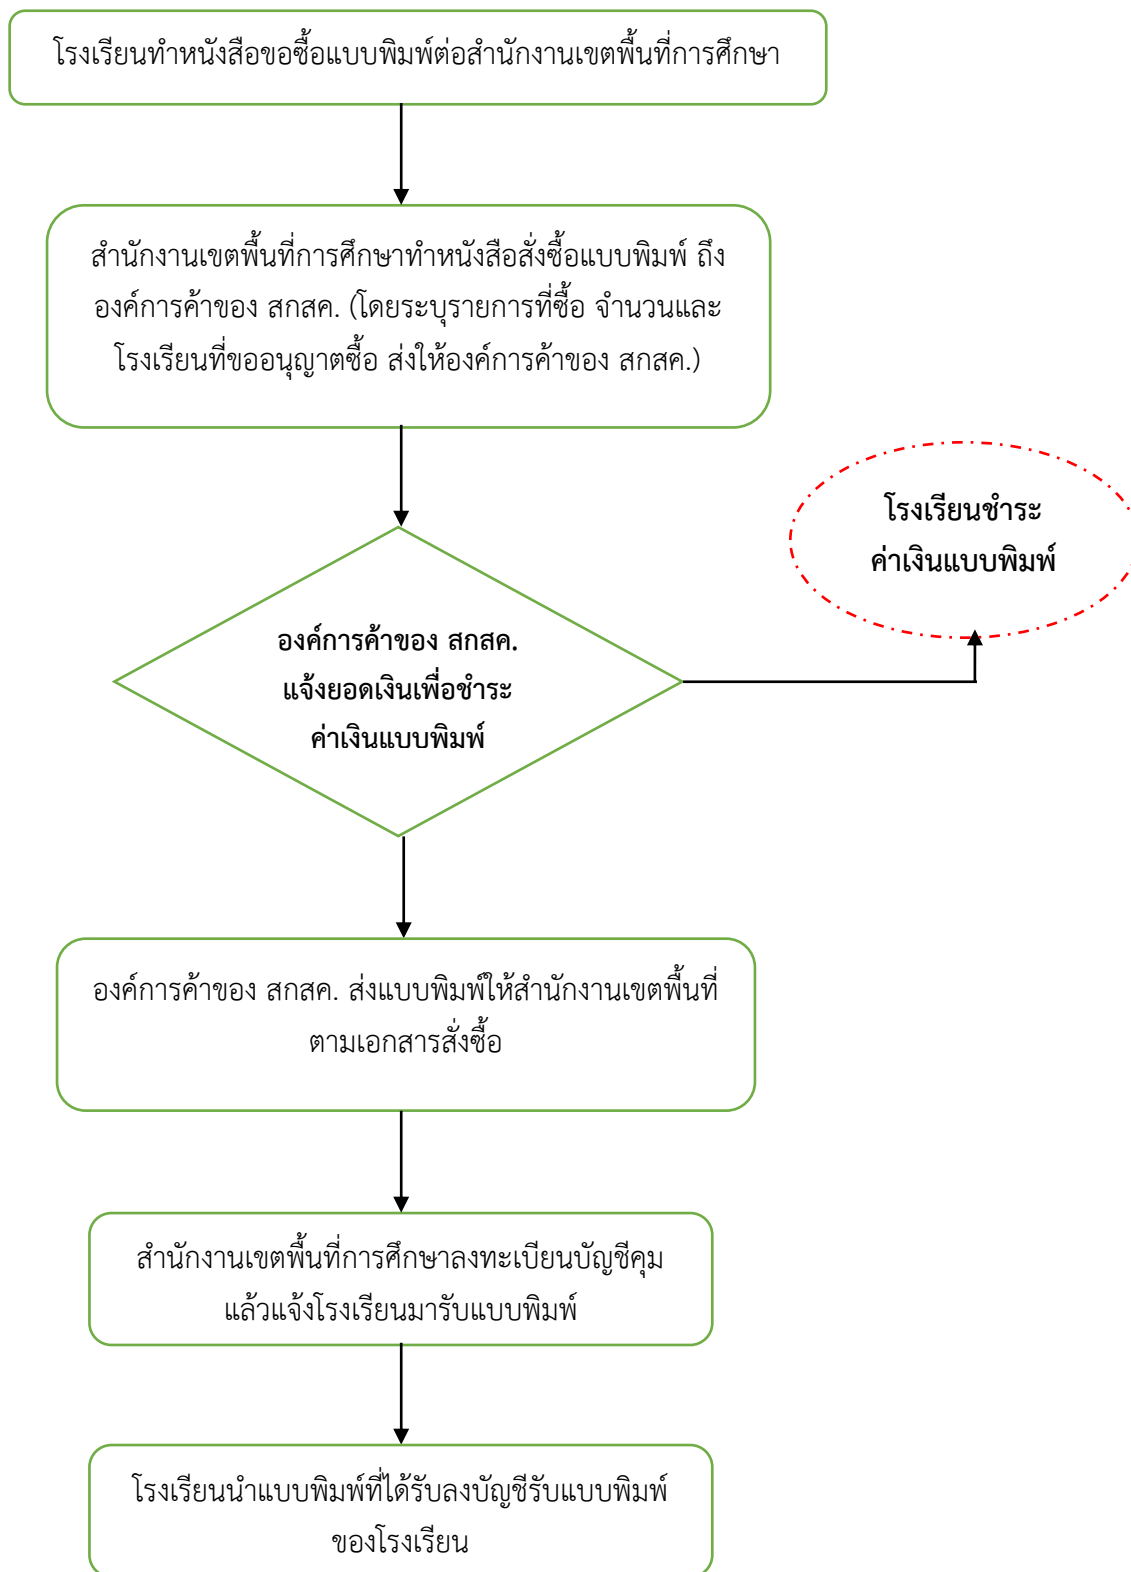 โรงเรียนทำหนังสือขอซื้อแบบพิมพ์ต่อสำนักงานเขตพื้นที่การศึกษา
สำนักงานเขตพื้นที่การศึกษาทำหนังสือสั่งซื้อแบบพิมพ์ ถึง
องค์การค้าของ สกสค. (โดยระบุรายการที่ซื้อ จำนวนและ
โรงเรียนที่ขออนุญาตซื้อ ส่งให้องค์การค้าของ สกสค.)
โรงเรียนชำระ
ค่าเงินแบบพิมพ์
องค์การค้าของ สกสค.
แจ้งยอดเงินเพื่อชำระ
ค่าเงินแบบพิมพ์
องค์การค้าของ สกสค. ส่งแบบพิมพ์ให้สำนักงานเขตพื้นที่
ตามเอกสารสั่งซื้อ
สำนักงานเขตพื้นที่การศึกษาลงทะเบียนบัญชีคุม
แล้วแจ้งโรงเรียนมารับแบบพิมพ์
โรงเรียนนำแบบพิมพ์ที่ได้รับลงบัญชีรับแบบพิมพ์
ของโรงเรียน